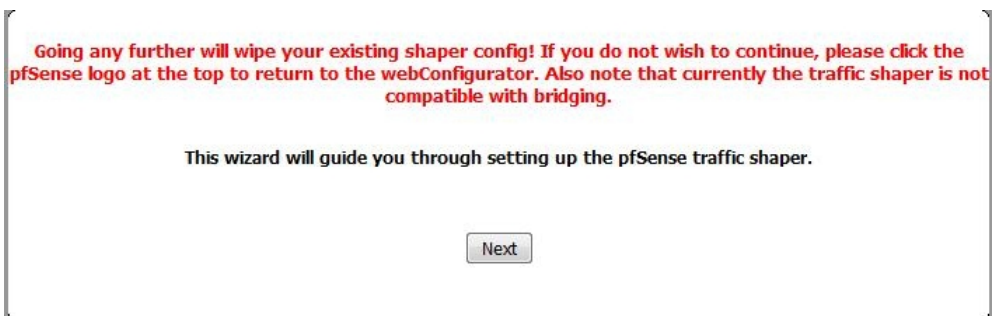 Going any further will wipe your existing shaper config! If you do not wish to continue, please click the
pfSense logo at the top to return to the webConfigurator. Also note that currently the traffic shaper is not
compatible with bridging.
This wizard will guide you through setting up the pfSense traffic shaper.
Next